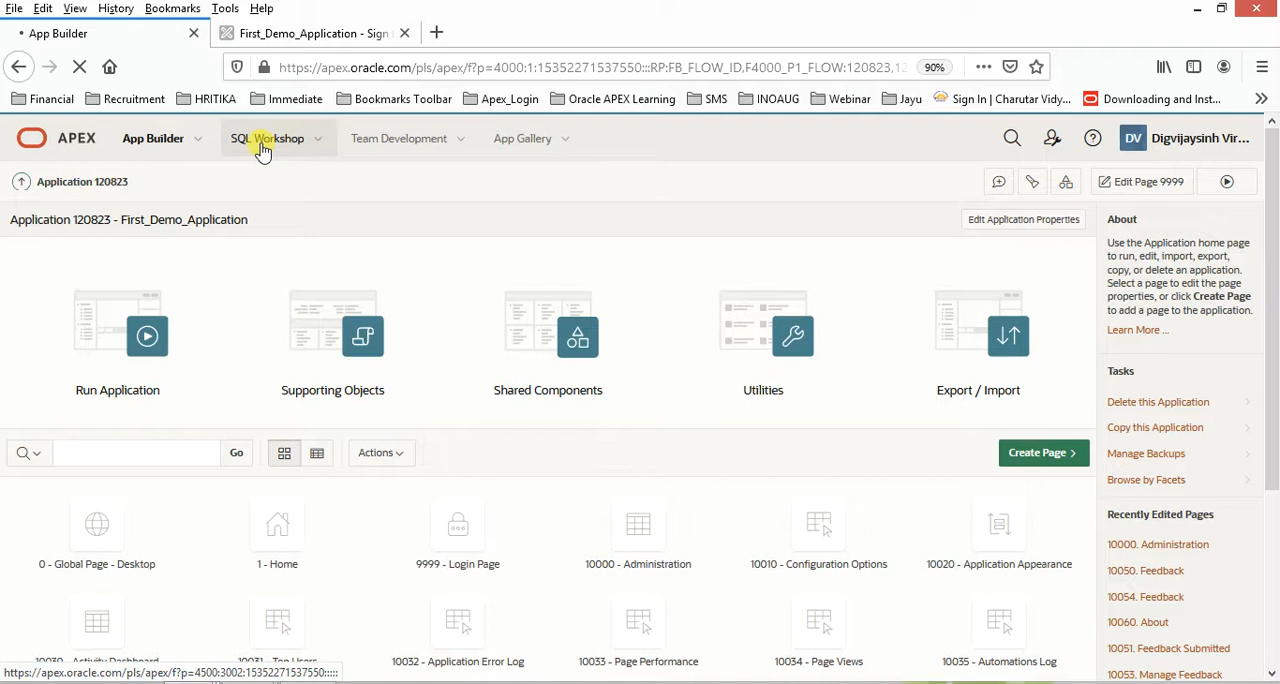 File Edit View History Bookmarks Tools Help
• App Builder
First_Demo_Application - Sign
https://apex.oracle.com/pls/apex/f?p=4000:1:15352271537550:::RP:FB_FLOW_ID,F4000_P1_FLOW:120823,12 90%
Financial Recruitment HRITIKA Immediate Bookmarks Toolbar Apex_Login Oracle APEX Learning SMS INOAUG Webinar Jayu Sign In | Charutar Vidy... Downloading and Inst...
APEX App Builder SQL Workshop Team Development App Gallery DV Digvijaysinh Vir...
Application 120823 Edit Page 9999
Application 120823 - First_Demo_Application Edit Application Properties
Run Application Supporting Objects Shared Components Utilities Export / Import
Go Actions Create Page
0 - Global Page - Desktop 1 - Home 9999 - Login Page 10000 - Administration 10010 - Configuration Options 10020 - Application Appearance
10030 - Activity Dashboard 10031 - Top Users 10032 - Application Error Log 10033 - Page Performance 10034 - Page Views 10035 - Automations Log
About
Use the Application home page
to run, edit, import, export,
copy, or delete an application.
Select a page to edit the page
properties, or click Create Page
to add a page to the application.
Learn More ...
Tasks
Delete this Application
Copy this Application
Manage Backups
Browse by Facets
Recently Edited Pages
10000. Administration
10050. Feedback
10054. Feedback
10060. About
10051. Feedback Submitted
10053. Manage Feedback
https://apex.oracle.com/pls/apex/f?p=4500:3002:15352271537550:::::